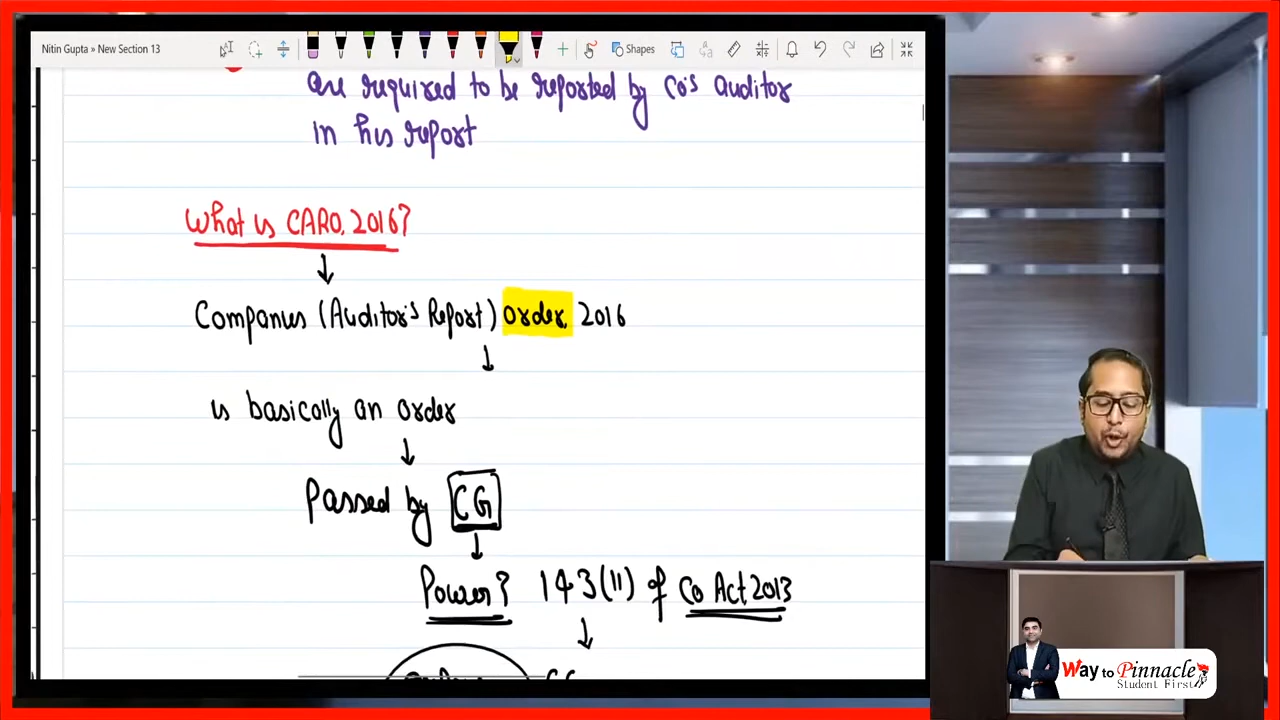 Nitin Gupta » New Section 13
Shapes
are required to be reported by Co's auditor
in his report
What is CARO, 2016?
Companies (Auditor's Report) order, 2016
is basically an order
Passed by CG
Power? 143(11) of Co Act 2013
Way to Pinnacle
Student First